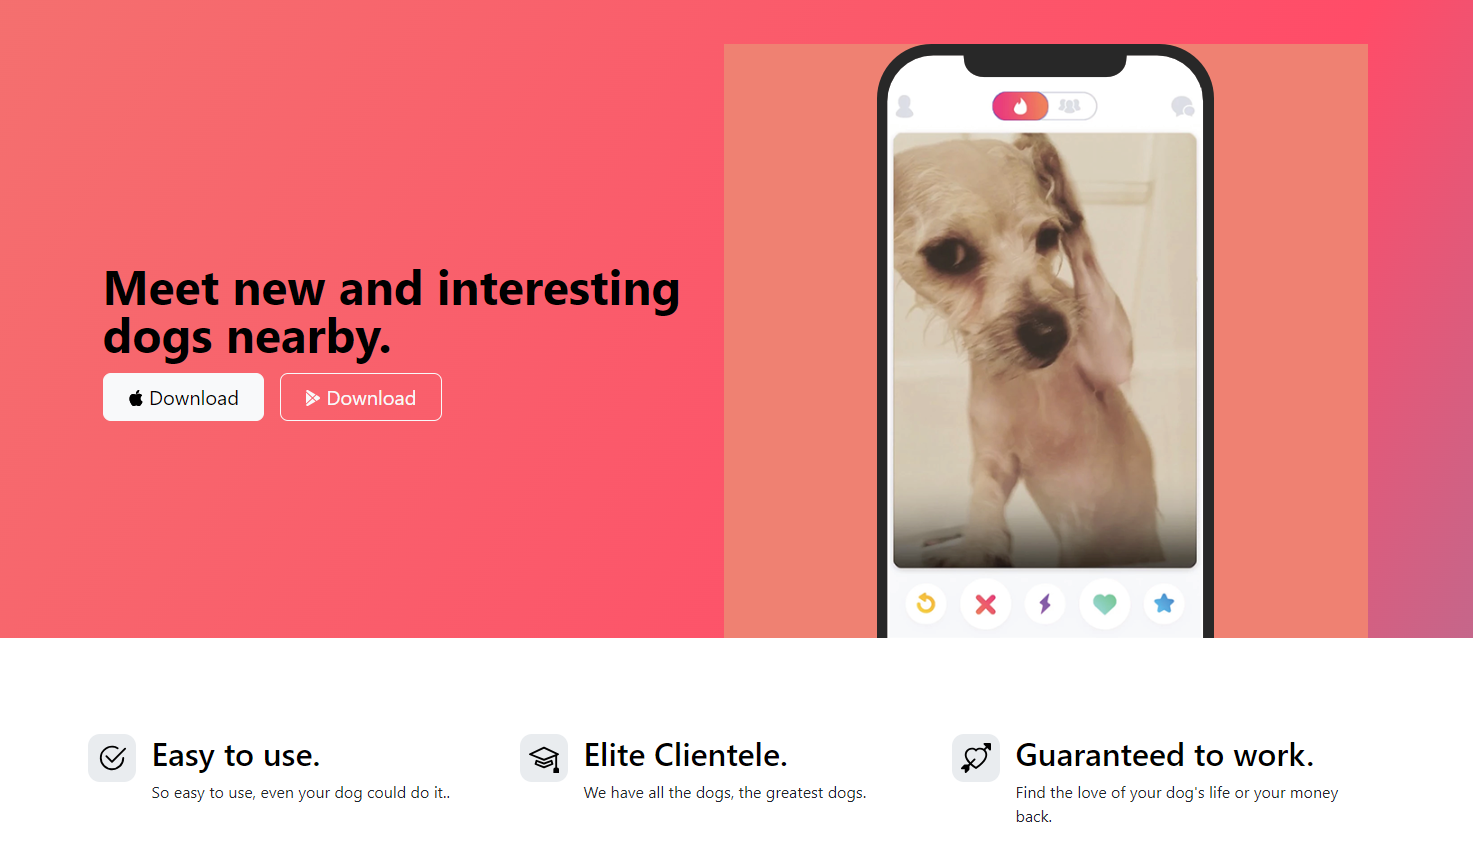 Meet new and interesting
dogs nearby.
Download
Download
Easy to use.
So easy to use, even your dog could do it..
Elite Clientele.
We have all the dogs, the greatest dogs.
Guaranteed to work.
Find the love of your dog's life or your money
back.